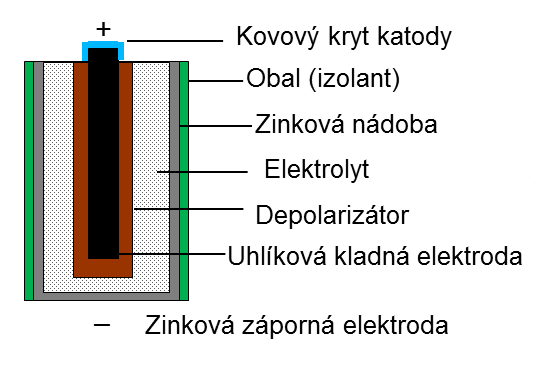 +
Kovový kryt katody
Obal (izolant)
Zinková nádoba
Elektrolyt
Depolarizátor
Uhlíková kladná elektroda
– Zinková záporná elektroda